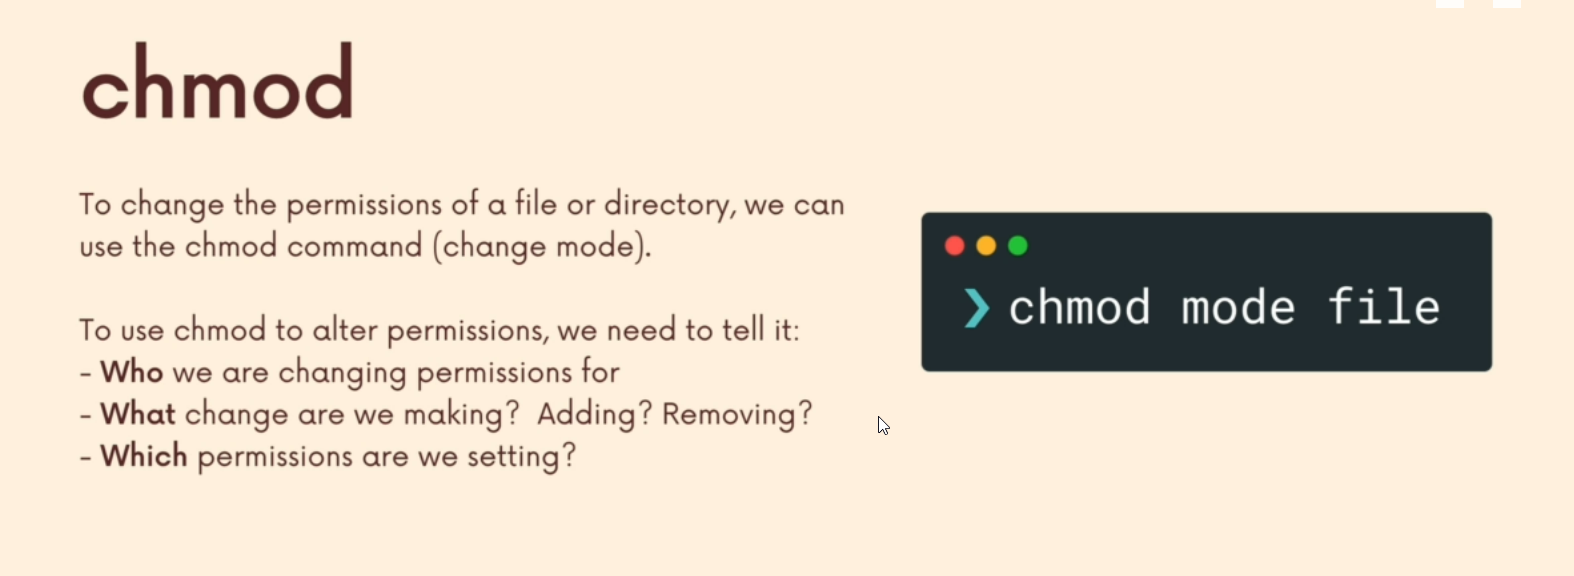 chmod
To change the permissions of a file or directory, we can
use the chmod command (change mode).
To use chmod to alter permissions, we need to tell it:
- Who we are changing permissions for
- What change are we making?  Adding? Removing?
- Which permissions are we setting?
❯ chmod mode file